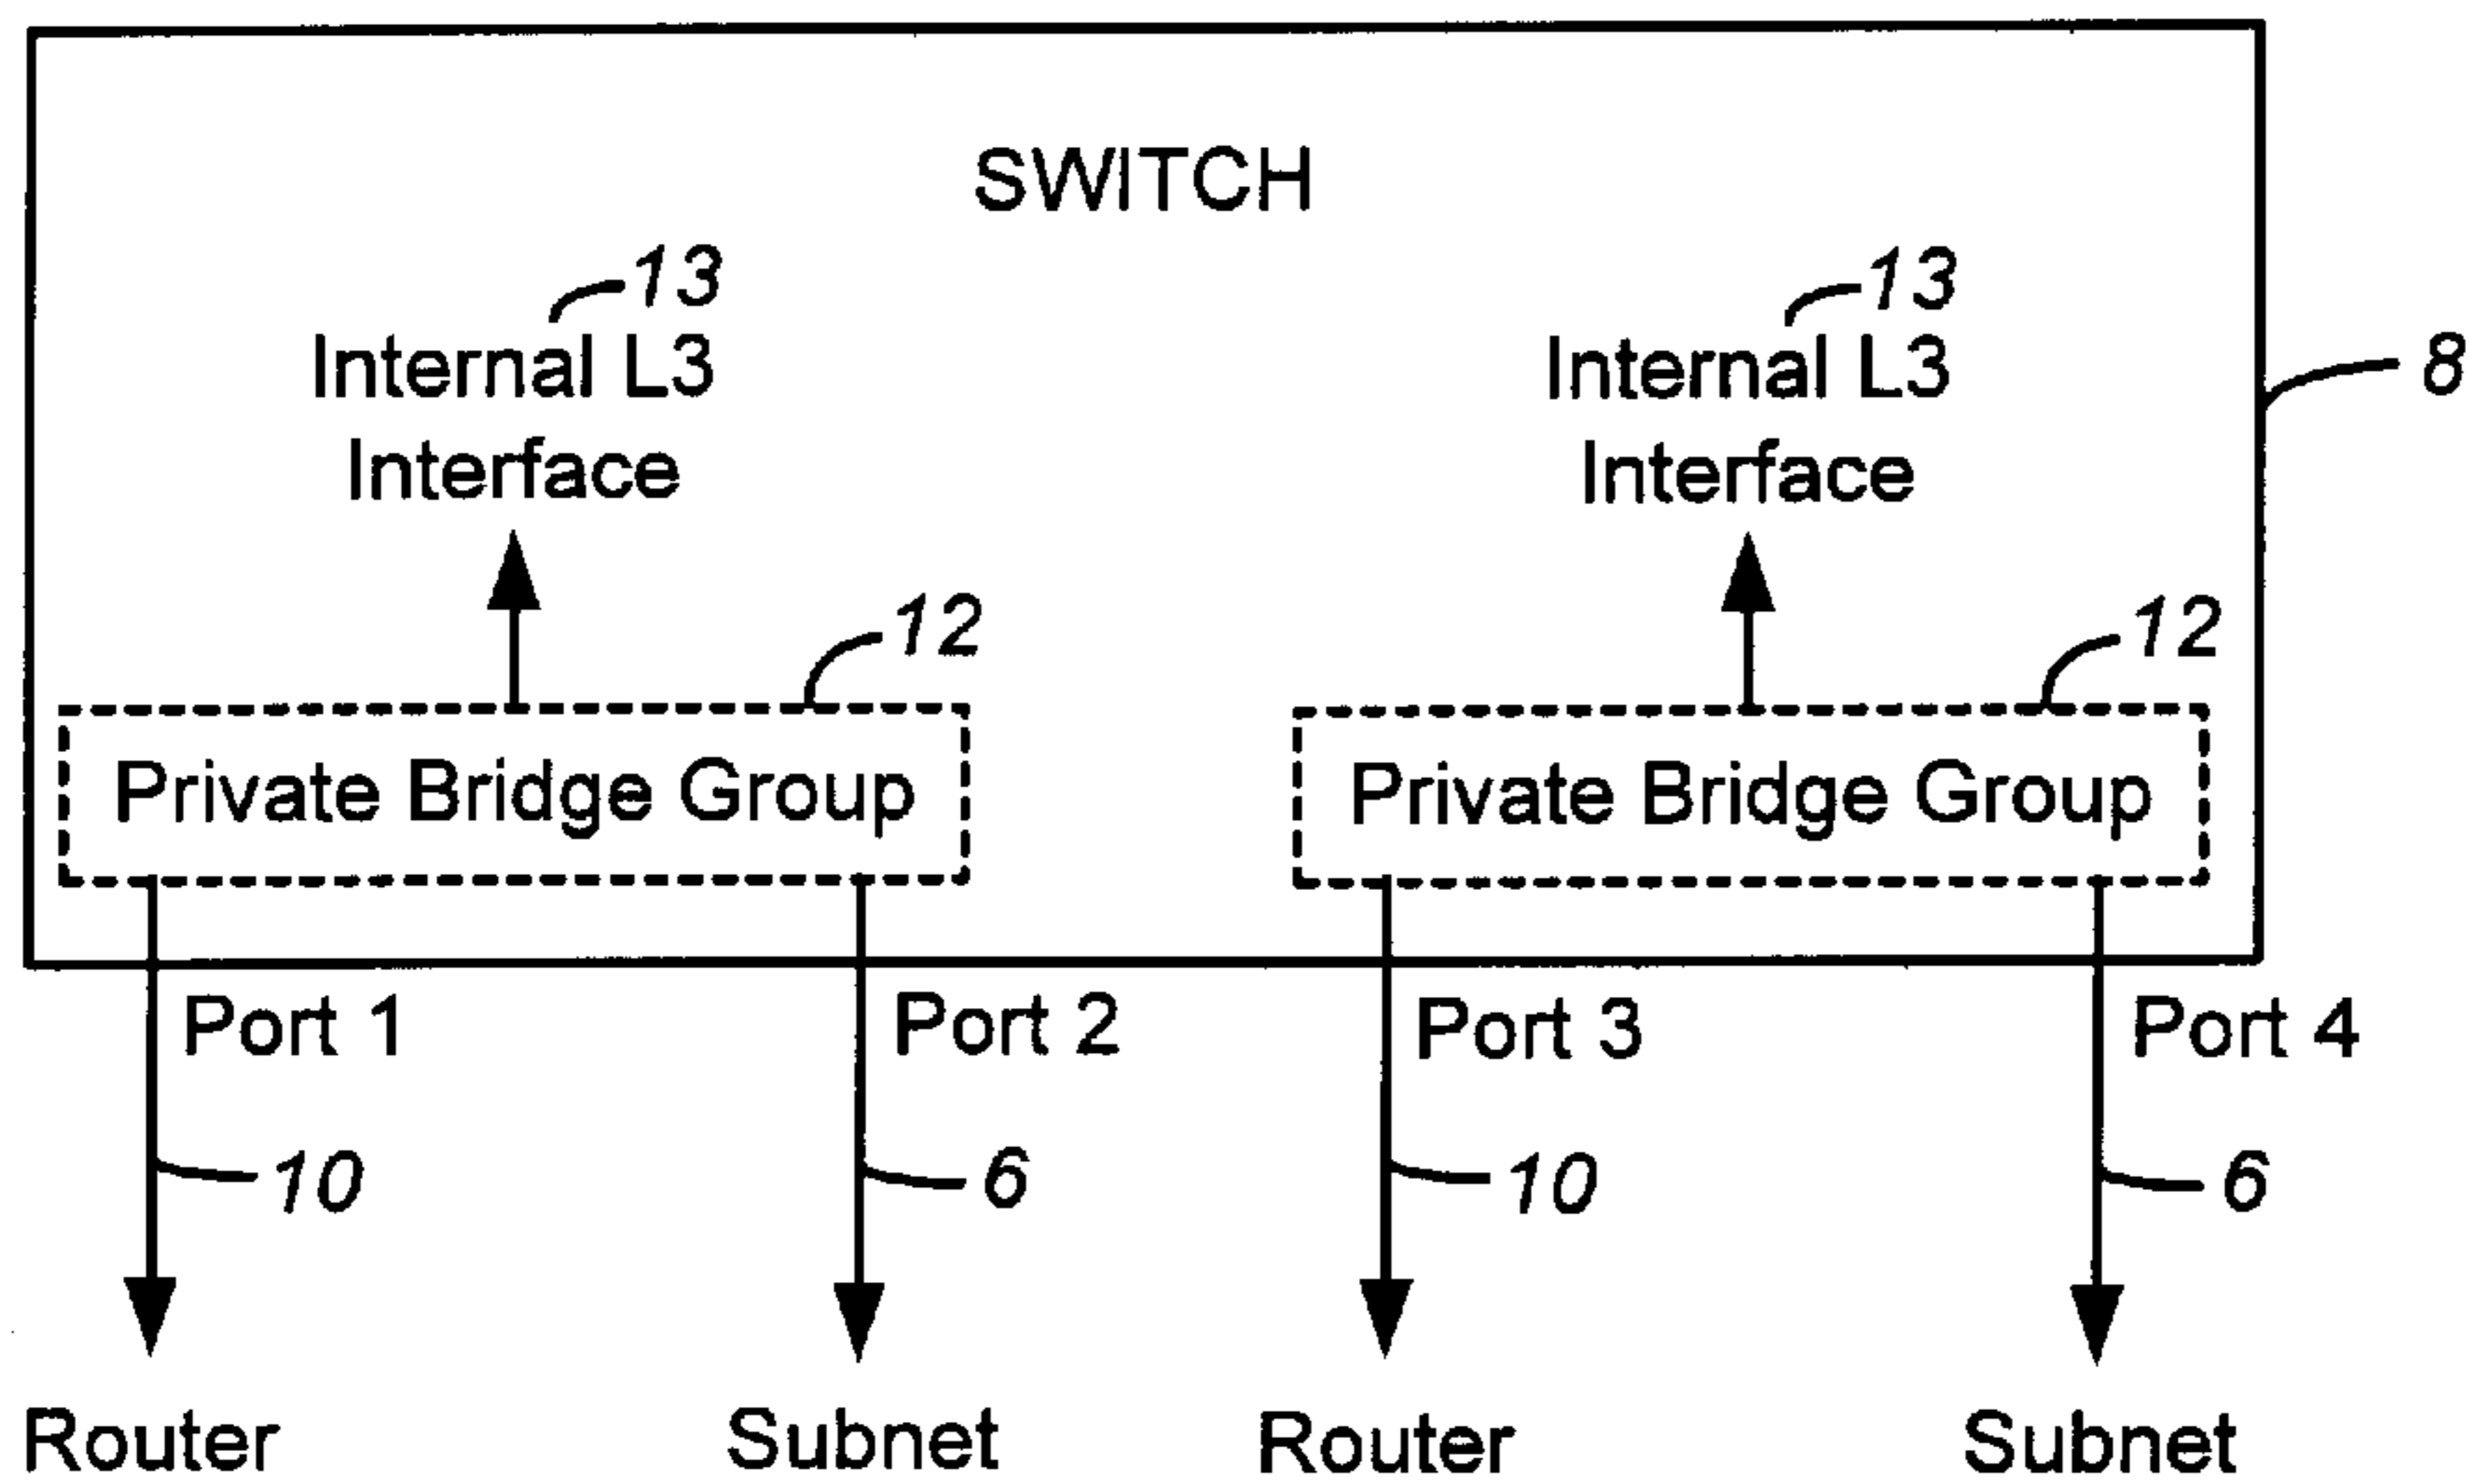 SWITCH
13
13
Internal L3
Interface
Internal L3
Interface
8
12
12
Private Bridge Group
Private Bridge Group
Port 1
Port 2
Port 3
Port 4
10
6
10
6
Router
Subnet
Router
Subnet